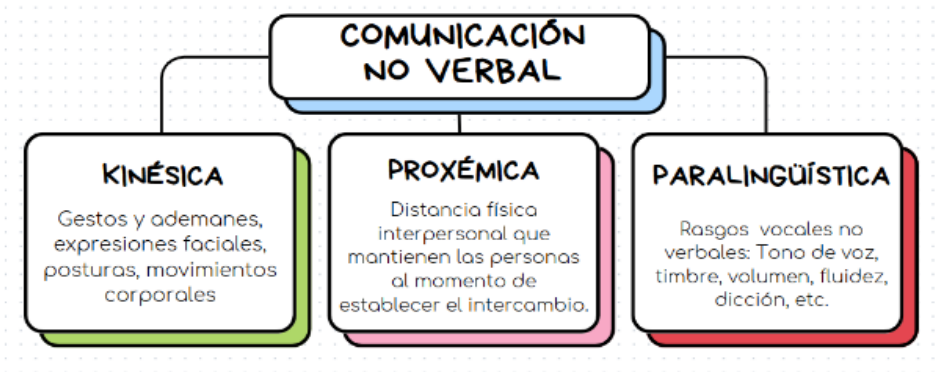 COMUNICACIÓN
NO VERBAL
KINÉSICA
Gestos y ademanes,
expresiones faciales,
posturas, movimientos
corporales
PROXÉMICA
Distancia física
interpersonal que
mantienen las personas
al momento de
establecer el intercambio.
PARALINGÜÍSTICA
Rasgos vocales no
verbales: Tono de voz,
timbre, volumen, fluidez,
dicción, etc.